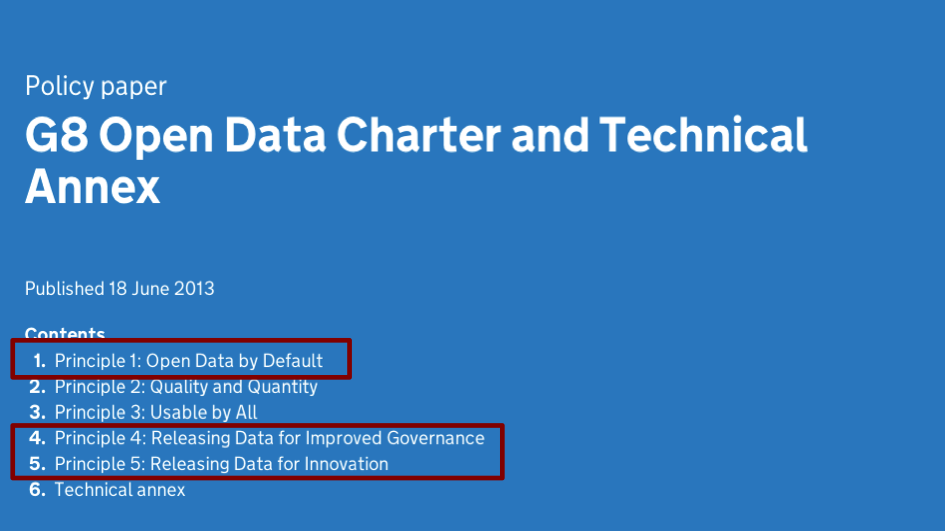 Policy paper
G8 Open Data Charter and Technical
Annex
Published 18 June 2013
Contents
1. Principle 1: Open Data by Default
2. Principle 2: Quality and Quantity
3. Principle 3: Usable by All
4. Principle 4: Releasing Data for Improved Governance
5. Principle 5: Releasing Data for Innovation
6. Technical annex